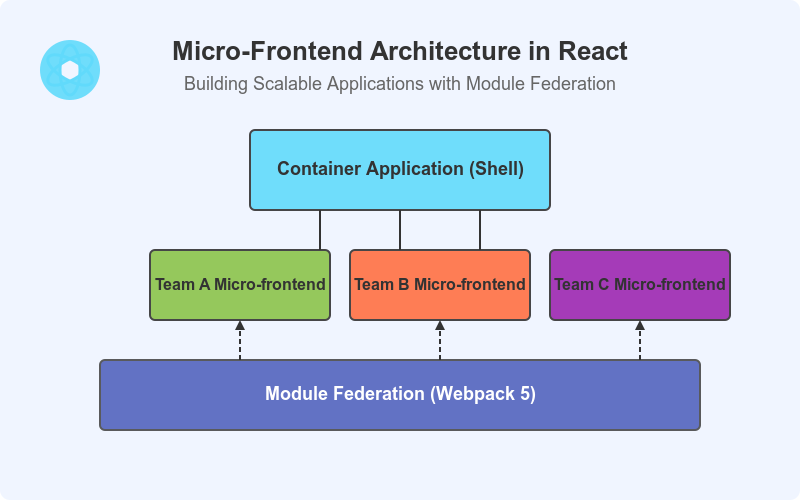 Micro-Frontend Architecture in React
Building Scalable Applications with Module Federation
Container Application (Shell)
Team A Micro-frontend
Team B Micro-frontend
Team C Micro-frontend
Module Federation (Webpack 5)